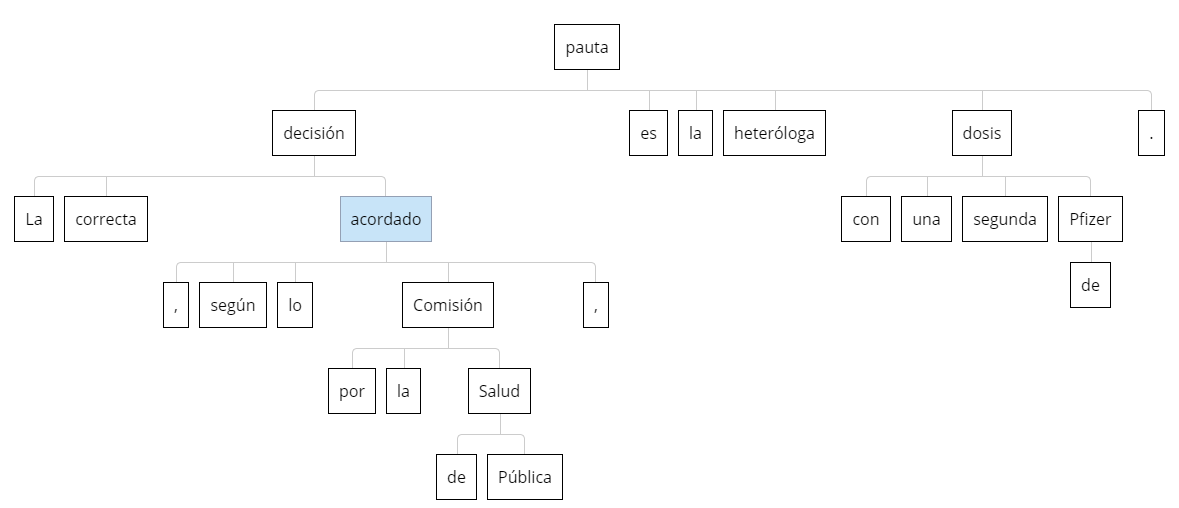 pauta
decisión es la heteróloga dosis .
La correcta acordado con una segunda Pfizer
, según lo Comisión , de
por la Salud
de Pública